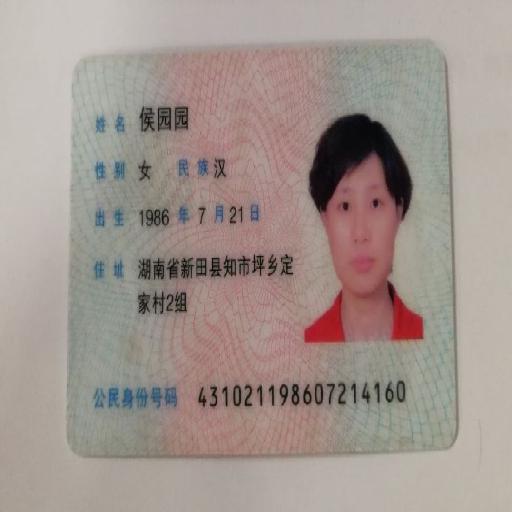 姓名 侯园园
性别 女 民族 汉
出生 1986 年 7 月 21 日
住址 湖南省新田县知市坪乡定
家村2组
公民身份号码 431021198607214160